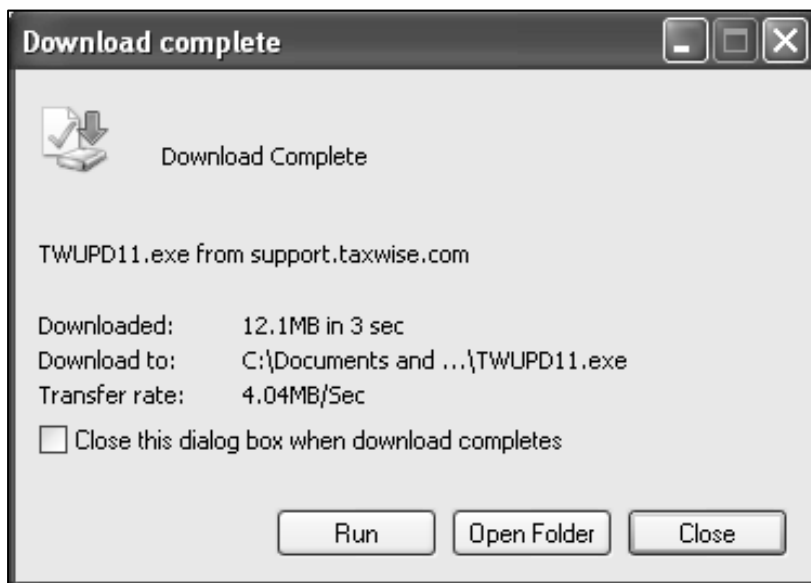 Download complete
Download Complete
TWUPD11.exe from support.taxwise.com
Downloaded: 12.1MB in 3 sec
Download to: C:\Documents and ...\TWUPD11.exe
Transfer rate: 4.04MB/Sec
Close this dialog box when download completes
Run Open Folder Close